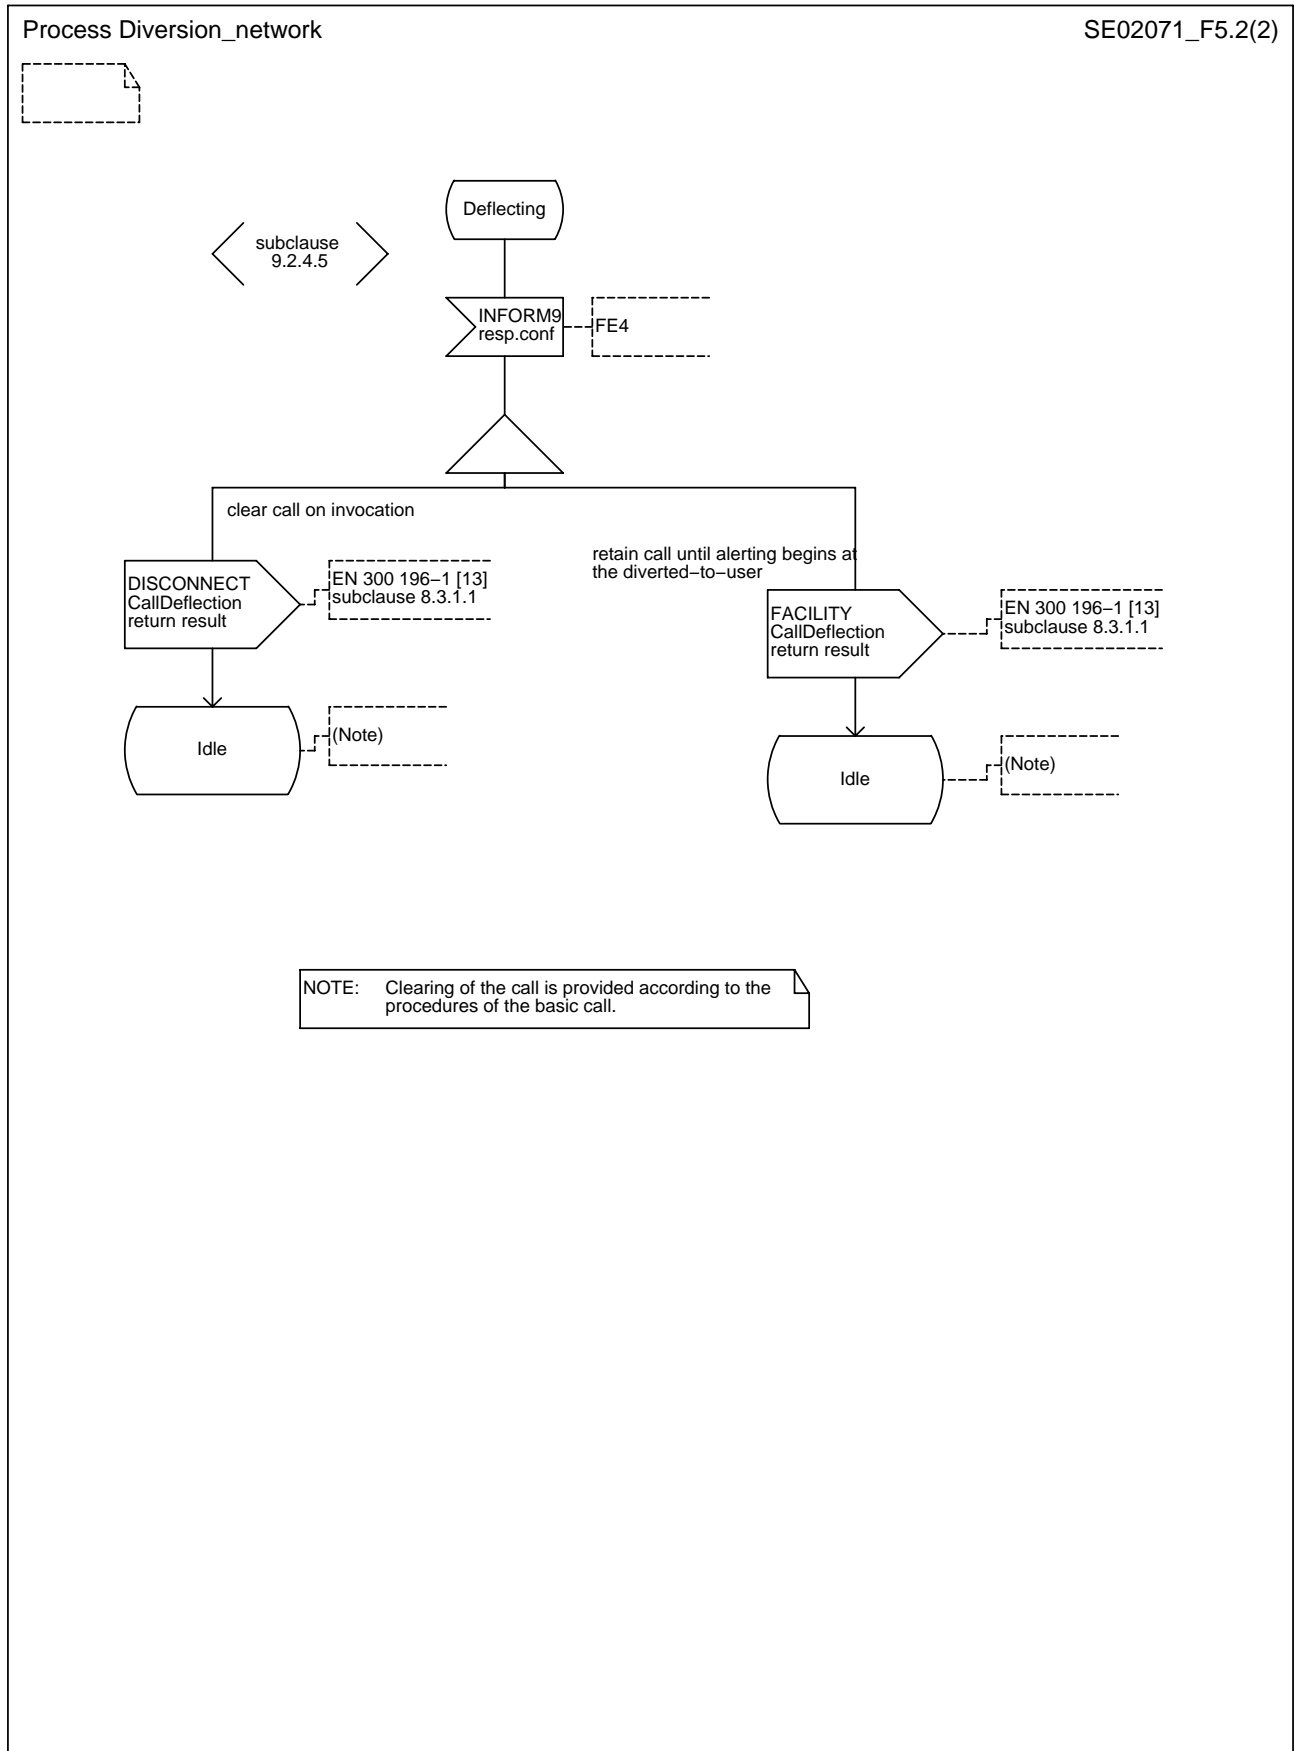 Process Diversion_network
SE02071_F5.2(2)
Deflecting
subclause
9.2.4.5
INFORM9
resp.conf
FE4
clear call on invocation
retain call until alerting begins at
the diverted−to−user
DISCONNECT
CallDeflection
return result
EN 300 196−1 [13]
subclause 8.3.1.1
FACILITY
CallDeflection
return result
EN 300 196−1 [13]
subclause 8.3.1.1
Idle
(Note)
Idle
(Note)
NOTE: Clearing of the call is provided according to the
procedures of the basic call.